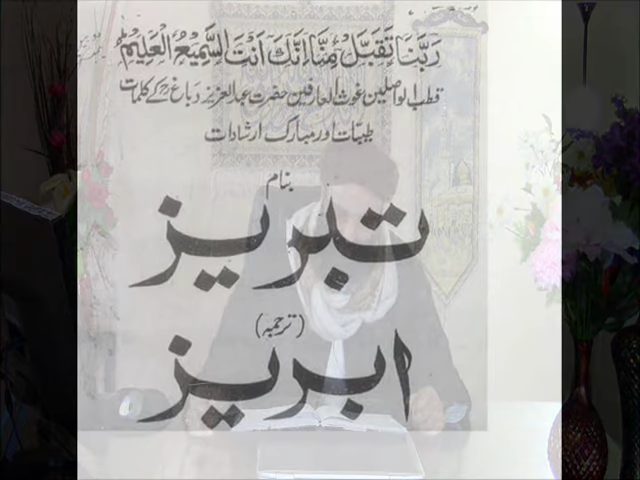 رَبَّنَا تَقَبَّلْ مِنَّا اِنَّكَ اَنْتَ السَّمِيْعُ الْعَلِيْمُ
قطب الواصلین غوث العارفین حضرت عبدالعزیز دباغؒ کے کلمات
طیبات اور مبارک ارشادات
بنام
تبریز
(ترجمہ)
ابریز